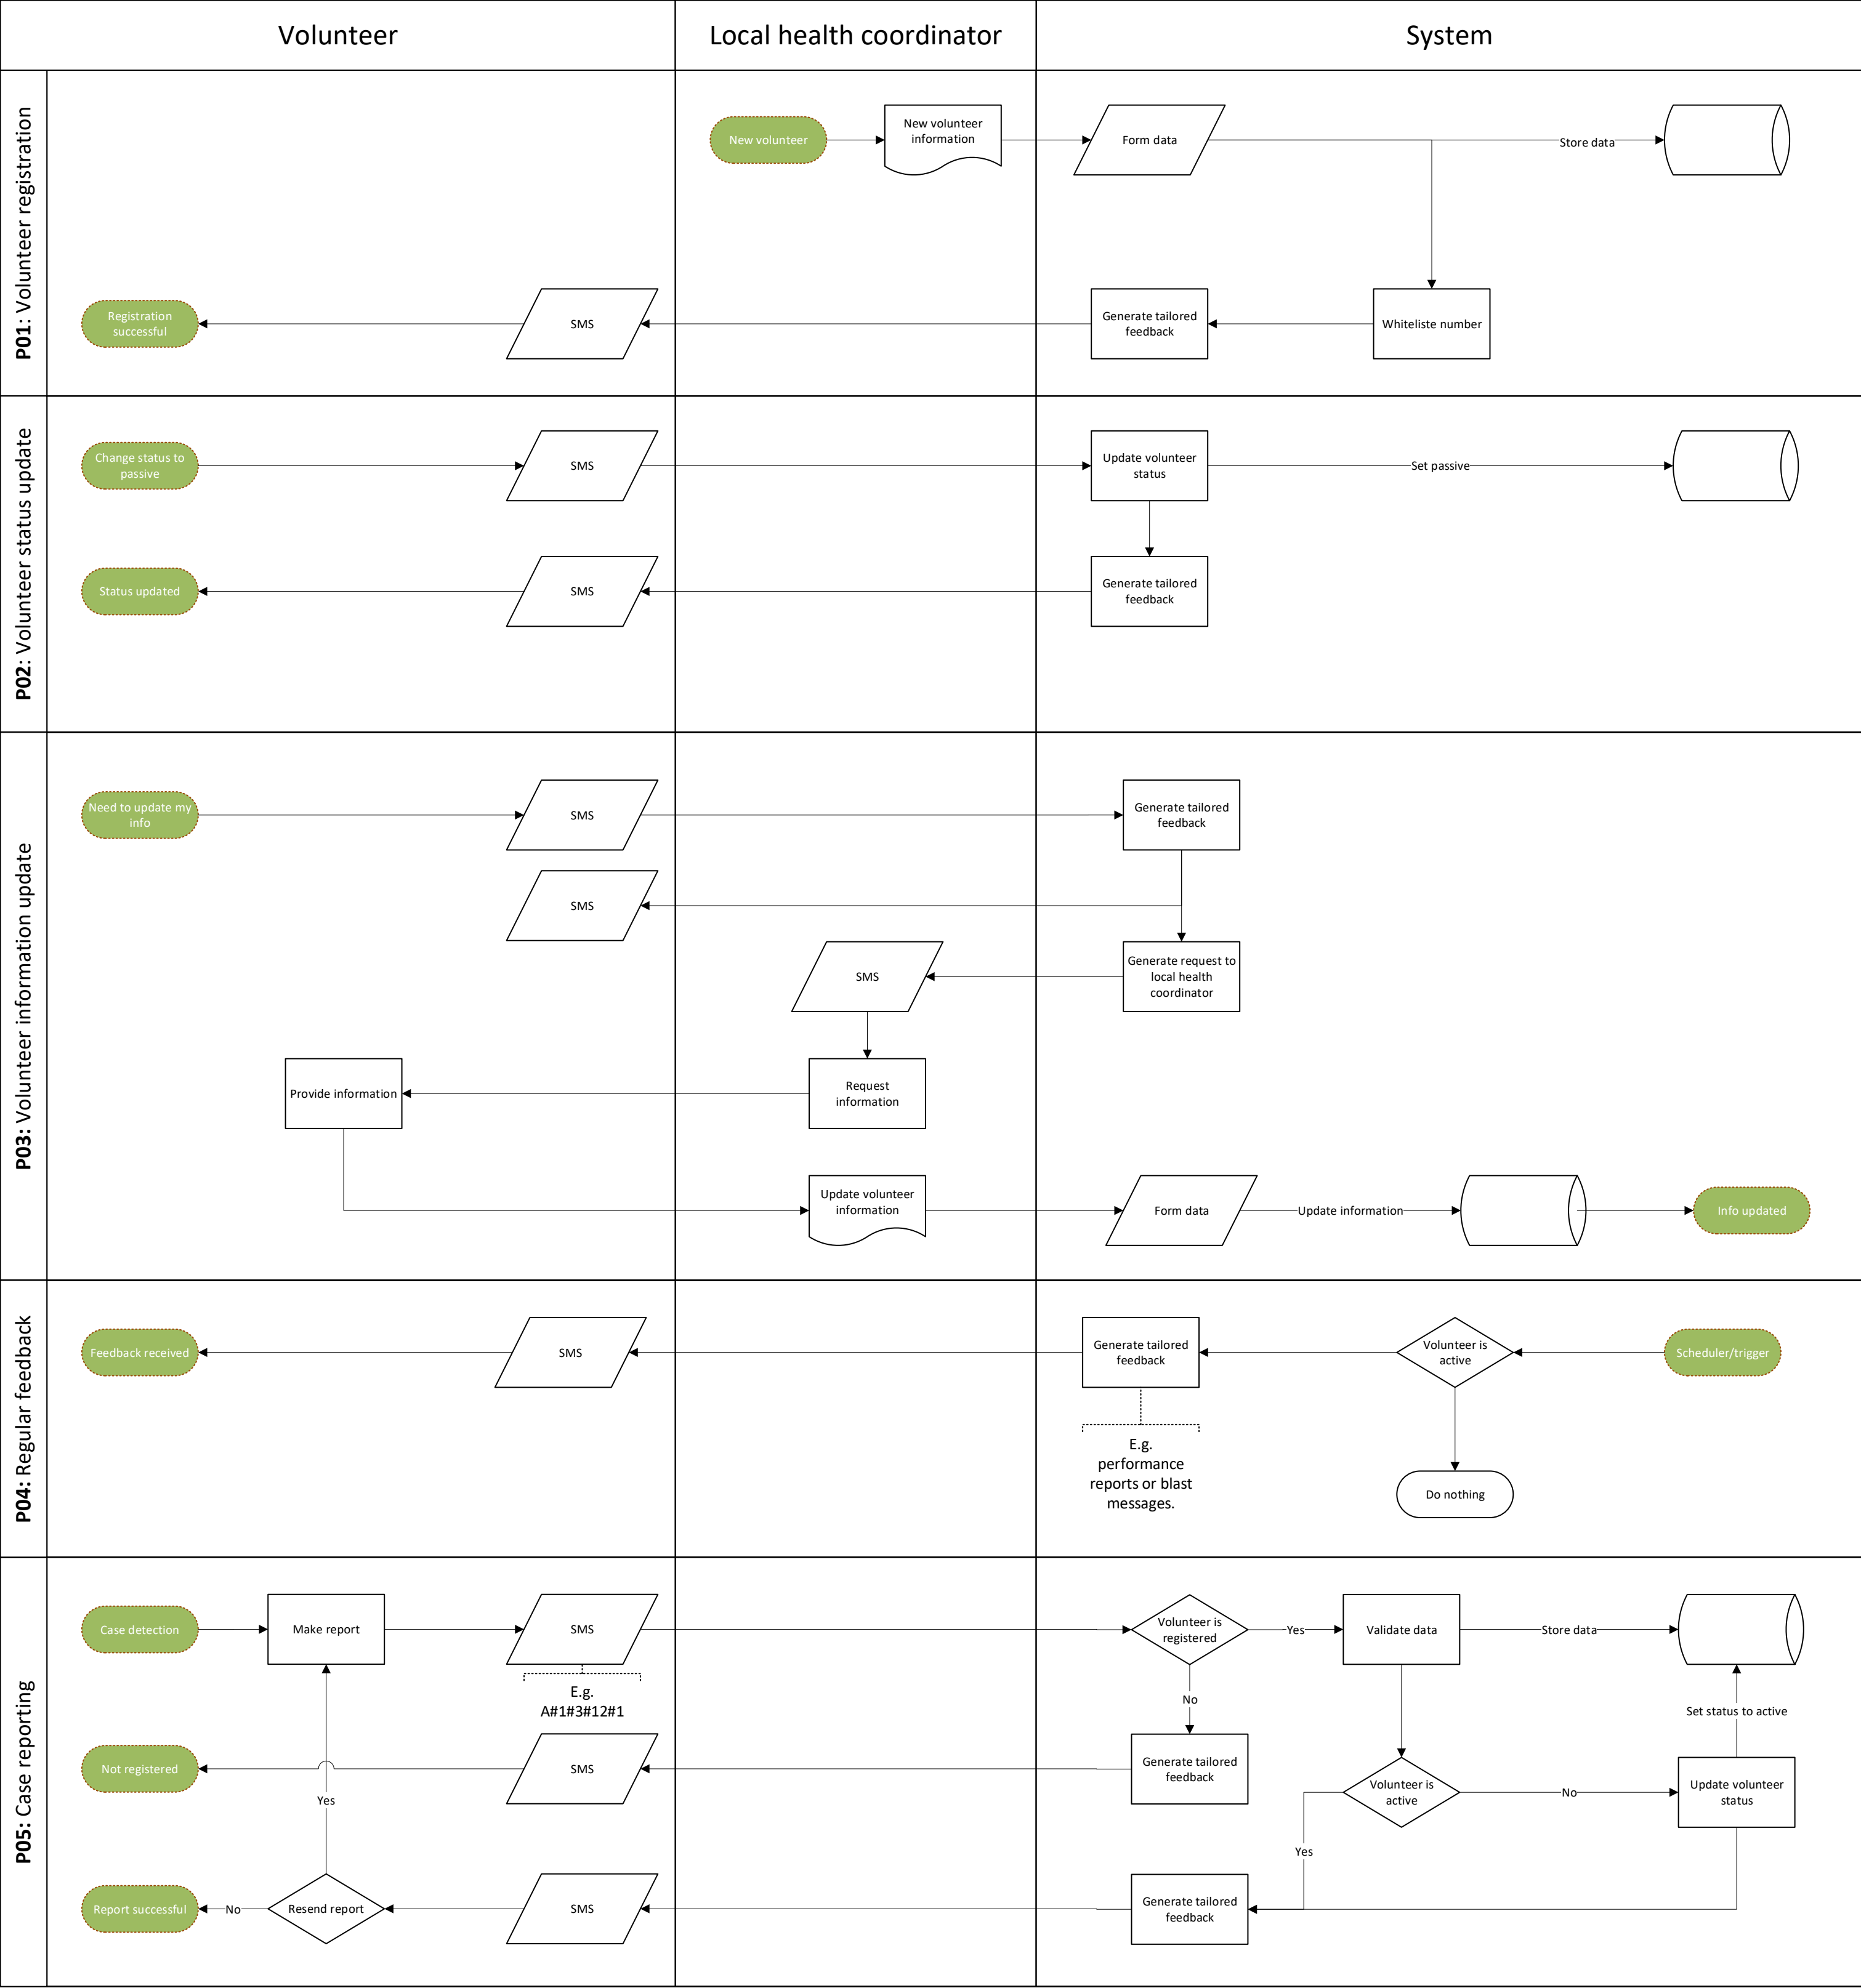 Volunteer
Local health coordinator
System
P01: Volunteer registration
New volunteer
New volunteer
information
Form data
Store data
Registration
successful
SMS
Generate tailored
feedback
Whiteliste number
P02: Volunteer status update
Change status to
passive
SMS
Update volunteer
status
Set passive
Status updated
SMS
Generate tailored
feedback
P03: Volunteer information update
Need to update my
info
SMS
Generate tailored
feedback
SMS
SMS
Generate request to
local health
coordinator
Provide information
Request
information
Update volunteer
information
Form data
Update information
Info updated
P04: Regular feedback
Feedback received
SMS
Generate tailored
feedback
Volunteer is
active
Scheduler/trigger
E.g.
performance
reports or blast
messages.
Do nothing
P05: Case reporting
Case detection
Make report
SMS
Volunteer is
registered
Yes
Validate data
Store data
E.g.
A#1#3#12#1
No
Set status to active
Not registered
SMS
Generate tailored
feedback
Volunteer is
active
No
Update volunteer
status
Yes
Yes
Report successful
No
Resend report
SMS
Generate tailored
feedback